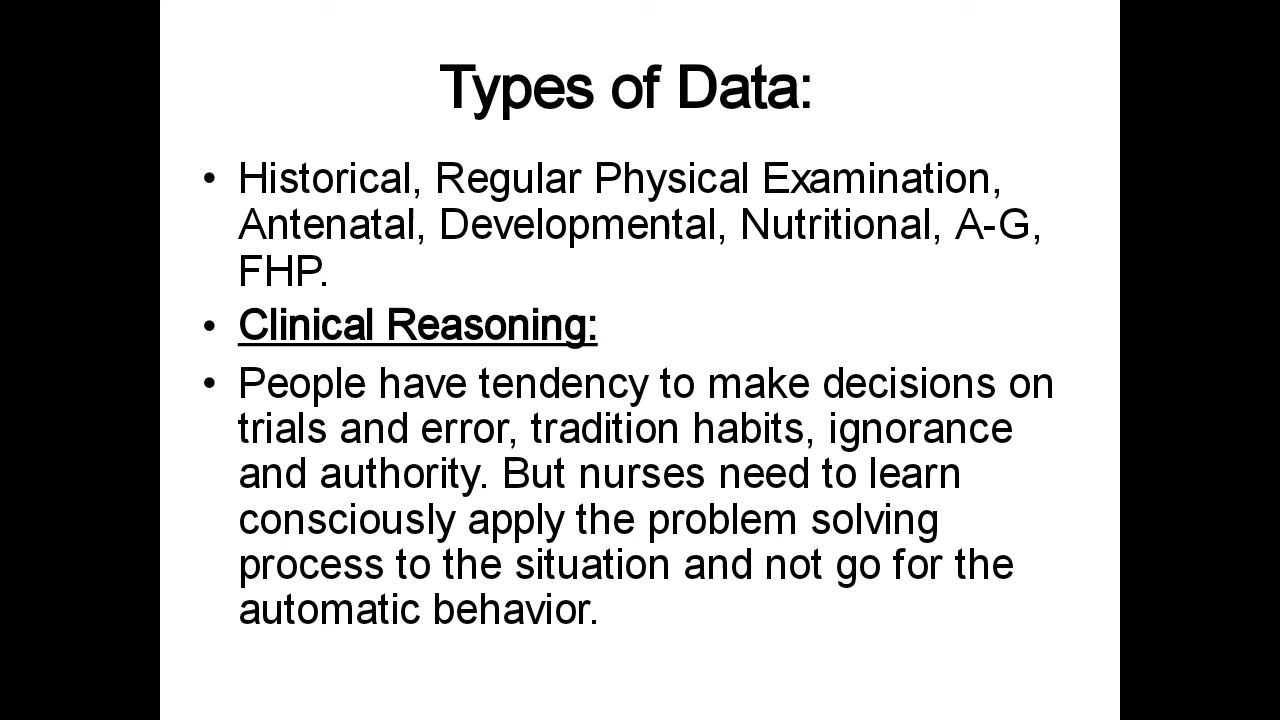 Types of Data:
• Historical, Regular Physical Examination,
Antenatal, Developmental, Nutritional, A-G,
FHP.
• Clinical Reasoning:
• People have tendency to make decisions on
trials and error, tradition habits, ignorance
and authority. But nurses need to learn
consciously apply the problem solving
process to the situation and not go for the
automatic behavior.